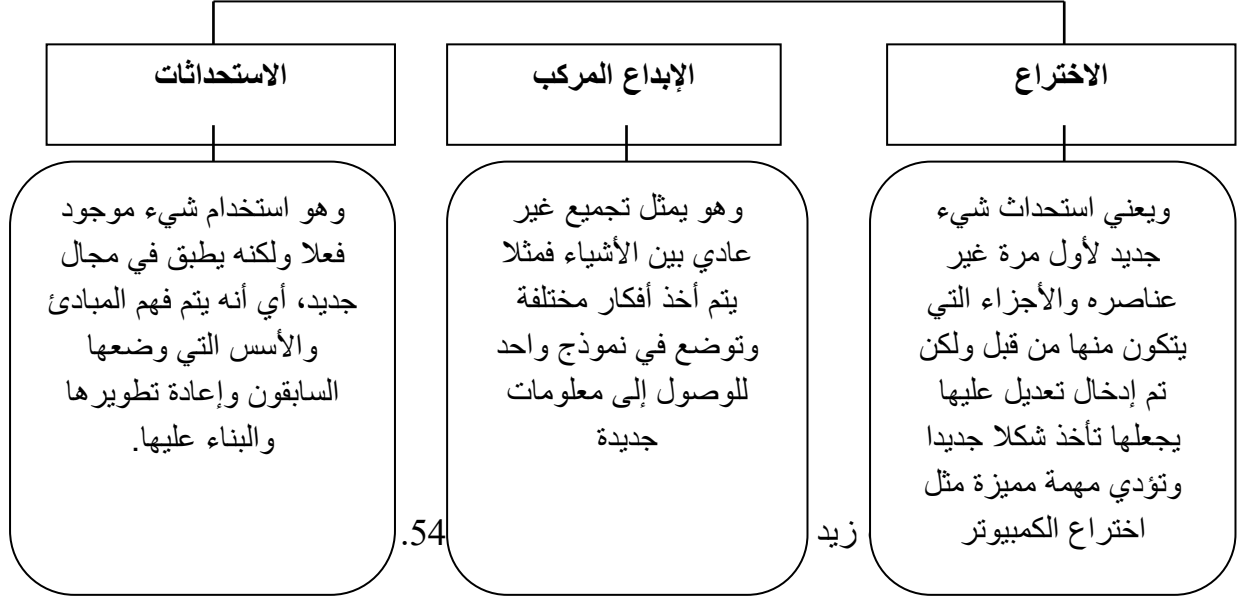 الاختراع
الإبداع المركب
الاستحداثات
ويعني استحداث شيء
جديد لأول مرة غير
عناصره والأجزاء التي
يتكون منها من قبل ولكن
تم إدخال تعديل عليها
يجعلها تأخذ شكلا جديدا
وتؤدي مهمة مميزة مثل
اختراع الكمبيوتر
وهو يمثل تجميع غير
عادي بين الأشياء فمثلا
يتم أخذ أفكار مختلفة
وتوضع في نموذج واحد
للوصول إلى معلومات
جديدة
وهو استخدام شيء موجود
فعلا ولكنه يطبق في مجال
جديد، أي أنه يتم فهم المبادئ
والأسس التي وضعها
السابقون وإعادة تطويرها
والبناء عليها.
زيد
54.